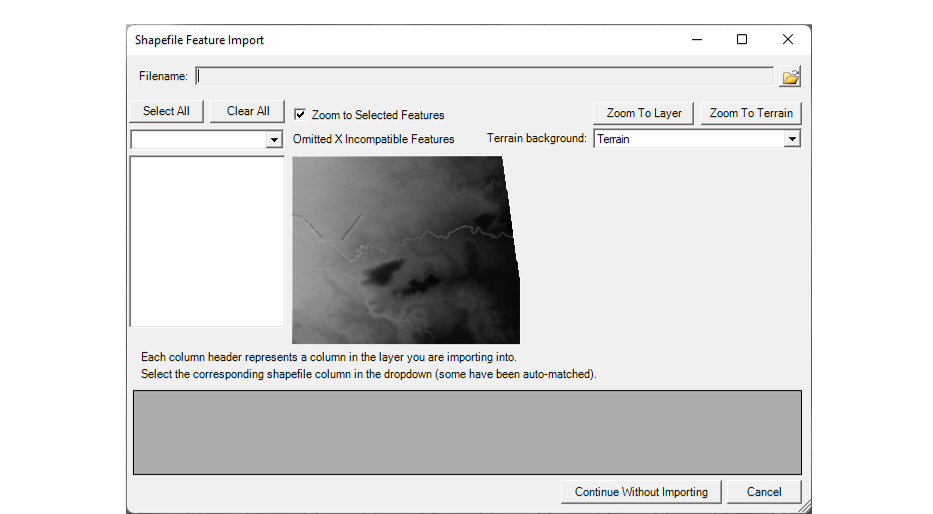 Shapefile Feature Import
Filename:
Select All
Clear All
Zoom to Selected Features
Zoom To Layer
Zoom To Terrain
Omitted X Incompatible Features
Terrain background:
Terrain
Each column header represents a column in the layer you are importing into.
Select the corresponding shapefile column in the dropdown (some have been auto-matched).
Continue Without Importing
Cancel